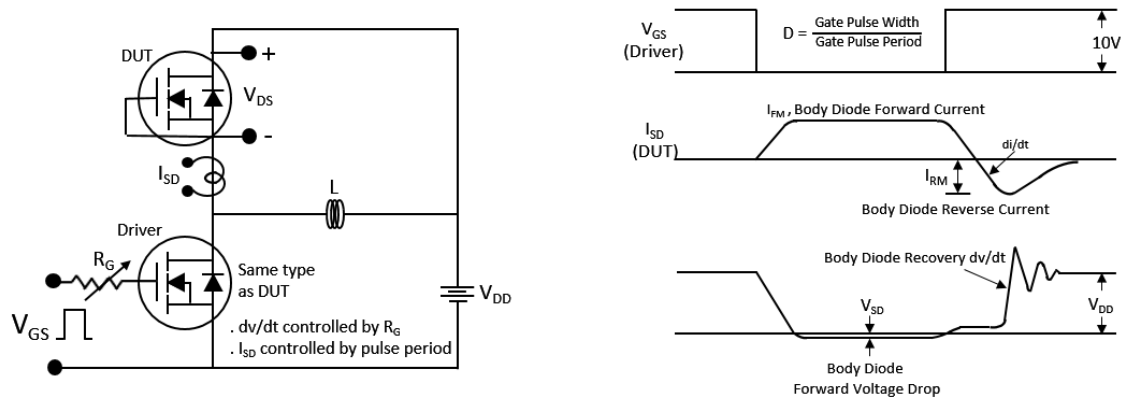 DUT
+
V_DS
-
I_SD
L
Driver
R_G
Same type
as DUT
V_DD
V_GS
. dv/dt controlled by R_G
. I_SD controlled by pulse period
V_GS
(Driver)
D = Gate Pulse Width
Gate Pulse Period
10V
I_FM , Body Diode Forward Current
I_SD
(DUT)
di/dt
I_RM
Body Diode Reverse Current
Body Diode Recovery dv/dt
V_SD
V_DD
Body Diode
Forward Voltage Drop